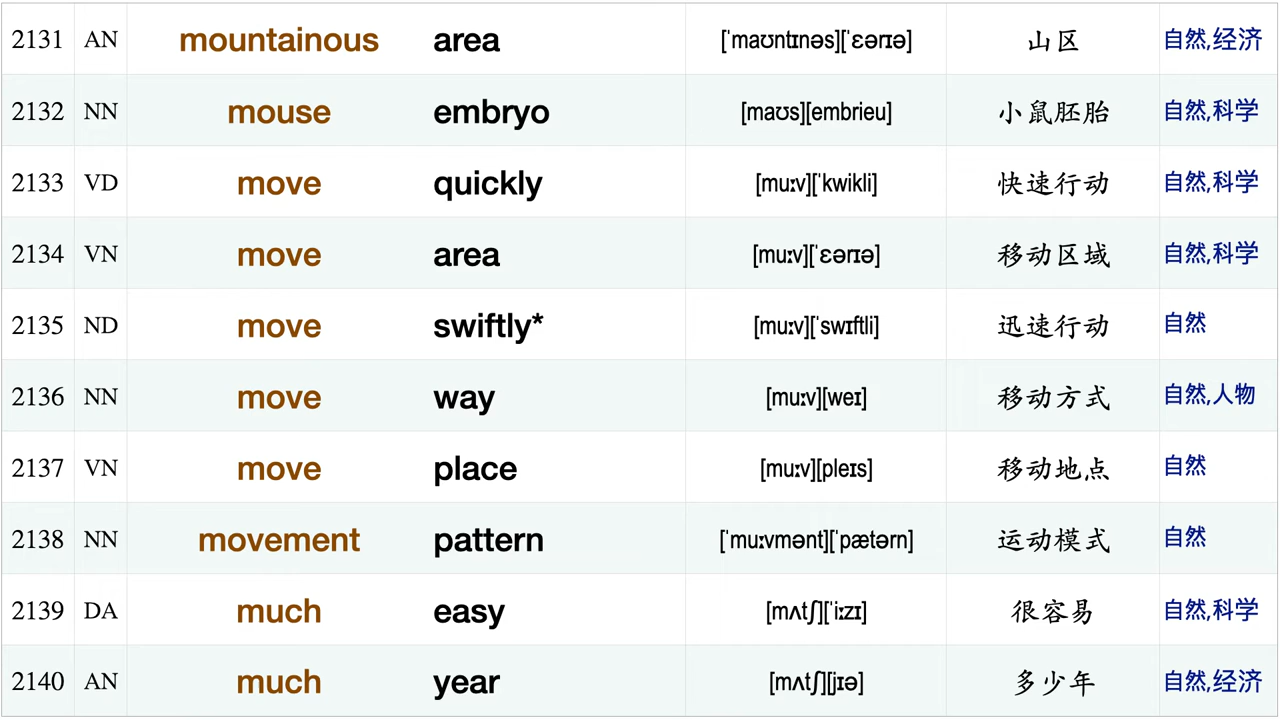 2131 AN mountainous area [ˈmaʊntɪnəs][ˈɛərɪə] 山区 自然,经济
2132 NN mouse embryo [maʊs][embrieu] 小鼠胚胎 自然,科学
2133 VD move quickly [muːv][ˈkwikli] 快速行动 自然,科学
2134 VN move area [muːv][ˈɛərɪə] 移动区域 自然,科学
2135 ND move swiftly* [muːv][ˈswɪftli] 迅速行动 自然
2136 NN move way [muːv][weɪ] 移动方式 自然,人物
2137 VN move place [muːv][pleɪs] 移动地点 自然
2138 NN movement pattern [ˈmuːvmənt][ˈpætərn] 运动模式 自然
2139 DA much easy [mʌtʃ][ˈiːzɪ] 很容易 自然,科学
2140 AN much year [mʌtʃ][jɪə] 多少年 自然,经济